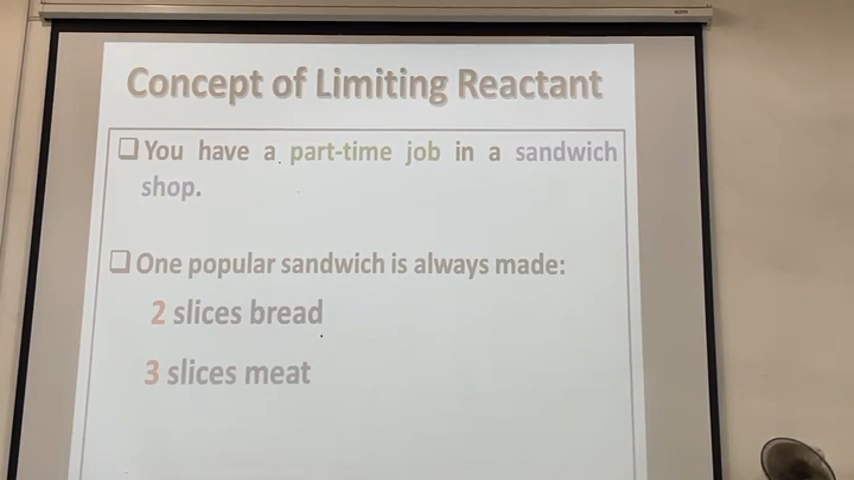 Concept of Limiting Reactant
You have a part-time job in a sandwich
shop.
One popular sandwich is always made:
2 slices bread
3 slices meat